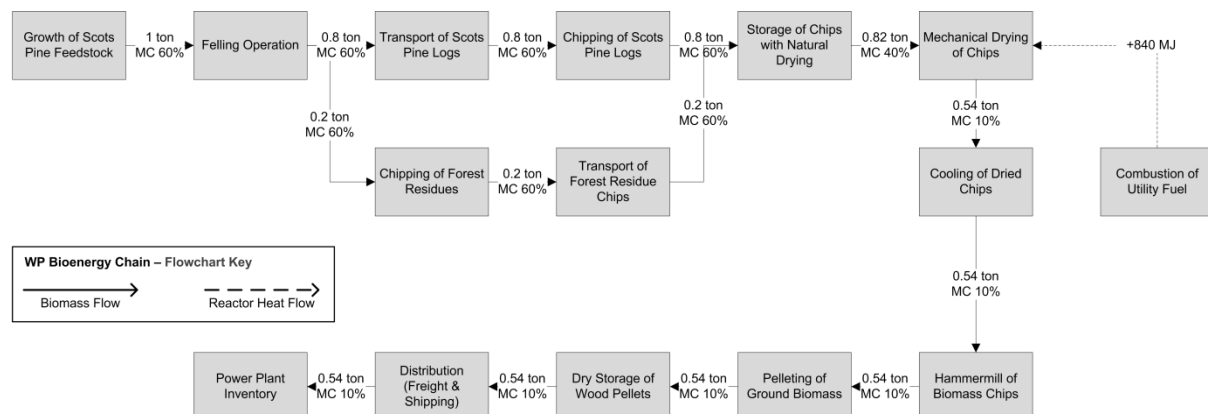 Growth of Scots
Pine Feedstock
1 ton
MC 60%
Felling Operation
0.8 ton
MC 60%
Transport of Scots
Pine Logs
0.8 ton
MC 60%
Chipping of Scots
Pine Logs
0.8 ton
MC 60%
Storage of Chips
with Natural
Drying
0.82 ton
MC 40%
Mechanical Drying
of Chips
+840 MJ
0.2 ton
MC 60%
0.2 ton
MC 60%
0.54 ton
MC 10%
Chipping of Forest
Residues
0.2 ton
MC 60%
Transport of
Forest Residue
Chips
Cooling of Dried
Chips
Combustion of
Utility Fuel
WP Bioenergy Chain – Flowchart Key
Biomass Flow
Reactor Heat Flow
0.54 ton
MC 10%
Power Plant
Inventory
0.54 ton
MC 10%
Distribution
(Freight &
Shipping)
0.54 ton
MC 10%
Dry Storage of
Wood Pellets
0.54 ton
MC 10%
Pelleting of
Ground Biomass
0.54 ton
MC 10%
Hammermill of
Biomass Chips